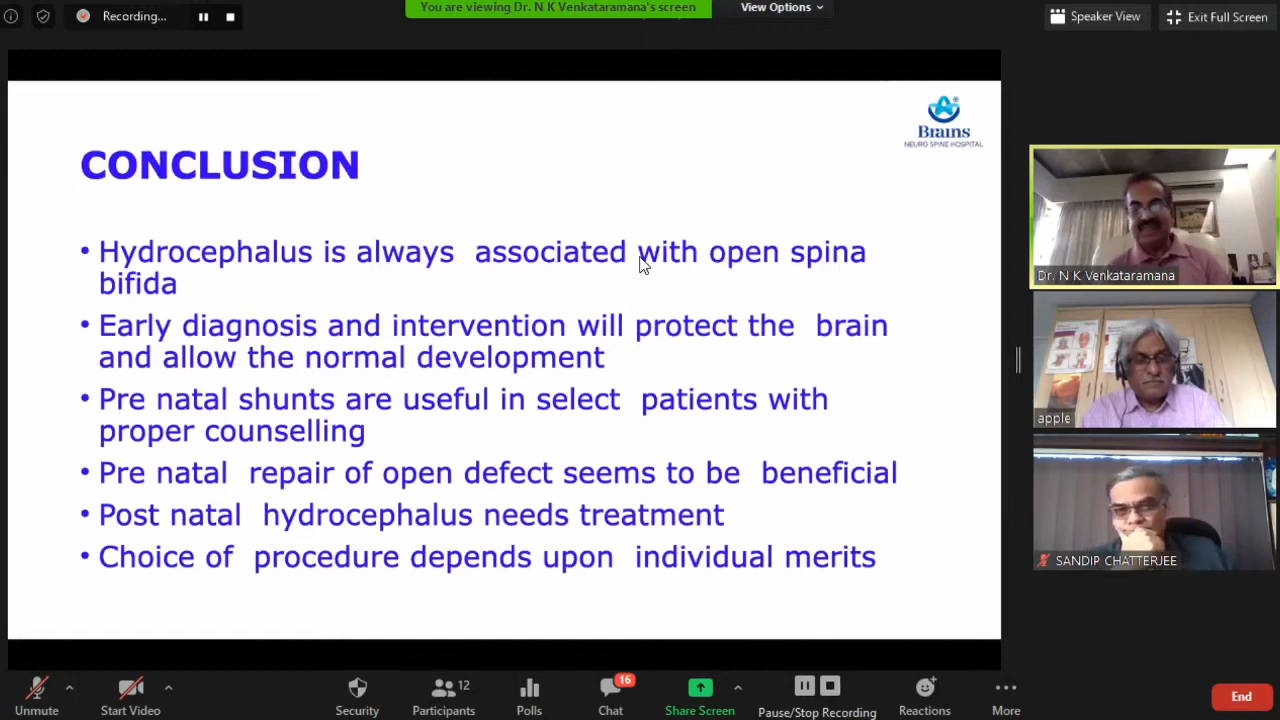 Recording...
You are viewing Dr. N K Venkataramana's screen
View Options
Speaker View
Exit Full Screen
Brains
NEURO SPINE HOSPITAL
CONCLUSION
• Hydrocephalus is always associated with open spina
bifida
• Early diagnosis and intervention will protect the brain
and allow the normal development
• Pre natal shunts are useful in select patients with
proper counselling
• Pre natal repair of open defect seems to be beneficial
• Post natal hydrocephalus needs treatment
• Choice of procedure depends upon individual merits
Dr. N K Venkataramana
apple
SANDIP CHATTERJEE
Unmute
Start Video
Security
12
Participants
Polls
16
Chat
Share Screen
Pause/Stop Recording
Reactions
More
End